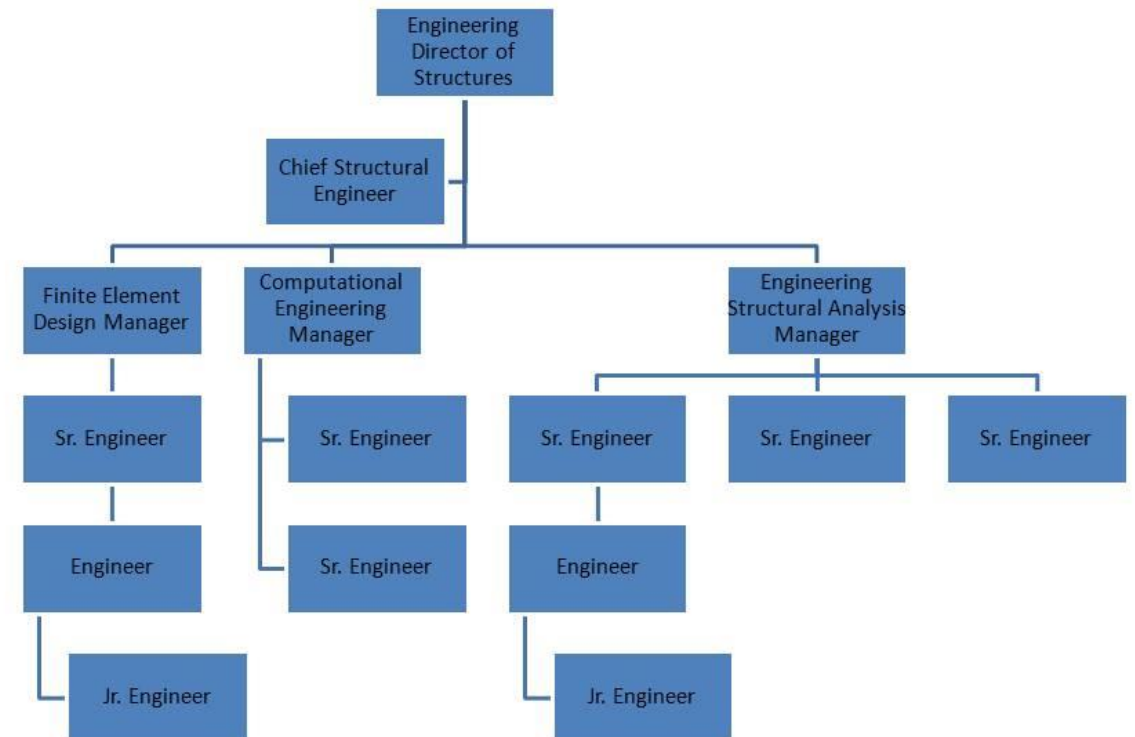 Engineering
Director of
Structures
Chief Structural
Engineer
Finite Element
Design Manager
Computational
Engineering
Manager
Engineering
Structural Analysis
Manager
Sr. Engineer
Sr. Engineer
Sr. Engineer
Sr. Engineer
Sr. Engineer
Engineer
Sr. Engineer
Engineer
Jr. Engineer
Jr. Engineer